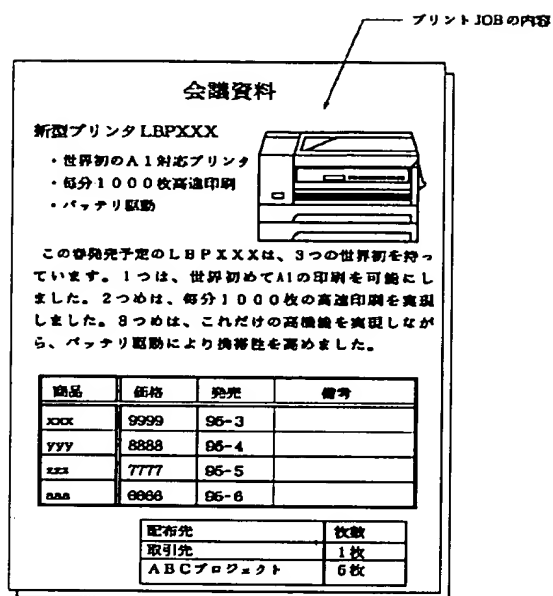 プリントJOBの内容
会議資料
新型プリンタLBPXXX
・世界初のA1対応プリンタ
・毎分1000枚高速印刷
・バッテリ駆動
この春発売予定のLBPXXXは、3つの世界初を持っ
ています。1つは、世界初めてA1の印刷を可能にし
ました。2つめは、毎分1000枚の高速印刷を実現
しました。3つめは、これだけの高機能を実現しなが
ら、バッテリ駆動により携帯性を高めました。
商品 価格 発売 備考
xxx 9999 95-3
yyy 8888 95-4
zzz 7777 95-5
aaa 6666 95-6
配布先 枚数
取引先 1枚
ABCプロジェクト 6枚